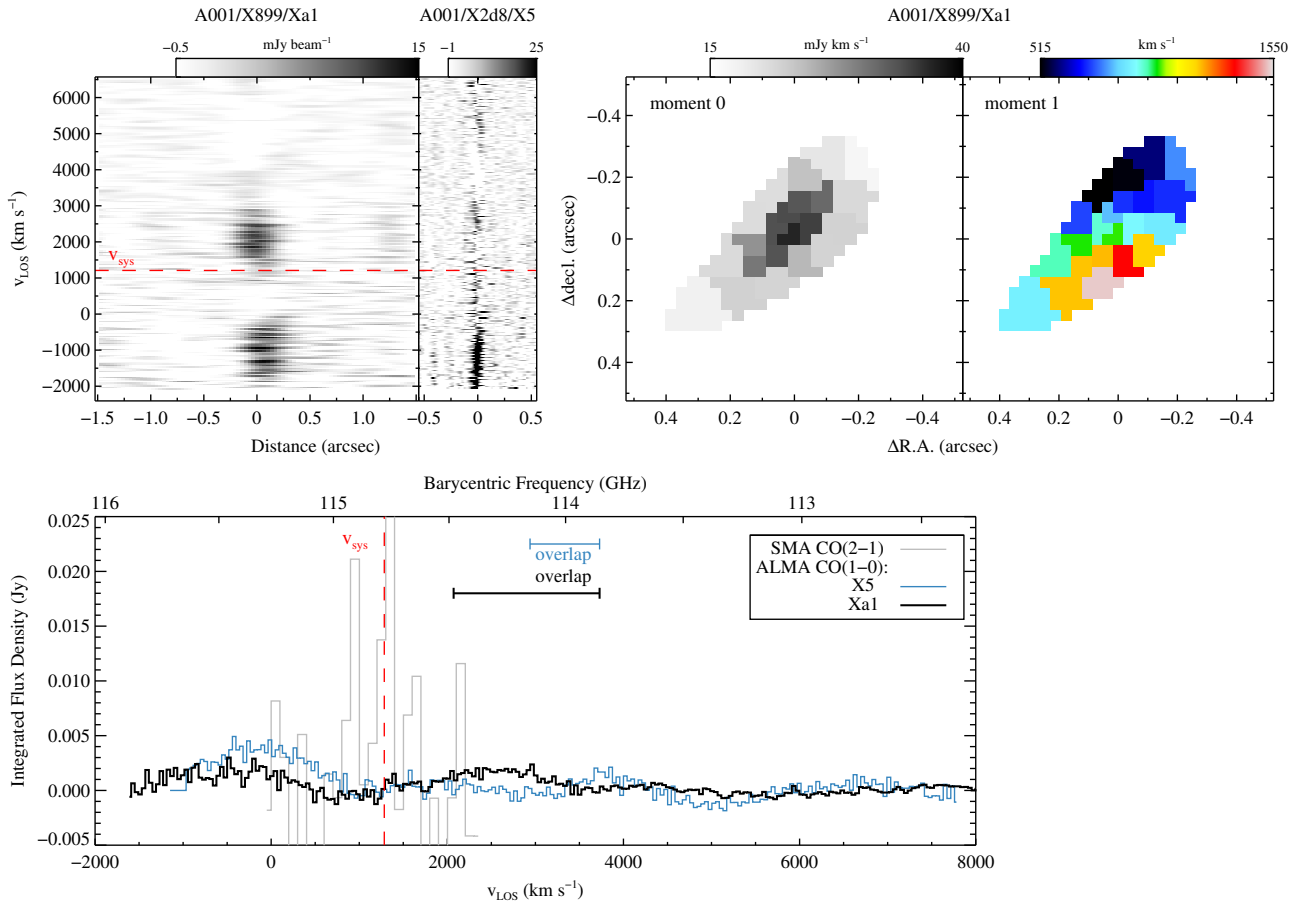 A001/X899/Xa1
A001/X2d8/X5
A001/X899/Xa1
−0.5 mJy beam⁻¹ 15
−1 25
15 mJy km s⁻¹ 40
515 km s⁻¹ 1550
moment 0
moment 1
v_LOS (km s⁻¹)
6000
5000
4000
3000
2000
1000
0
−1000
−2000
v_sys
−1.5 −1.0 −0.5 0 0.5 1.0
−0.5 0 0.5
Distance (arcsec)
Δdecl. (arcsec)
−0.4
−0.2
0
0.2
0.4
0.4 0.2 0 −0.2 −0.4
0.4 0.2 0 −0.2 −0.4
ΔR.A. (arcsec)
Barycentric Frequency (GHz)
116 115 114 113
Integrated Flux Density (Jy)
0.025
0.020
0.015
0.010
0.005
0.000
−0.005
v_sys
overlap
overlap
SMA CO(2−1)
ALMA CO(1−0):
X5
Xa1
−2000 0 2000 4000 6000 8000
v_LOS (km s⁻¹)